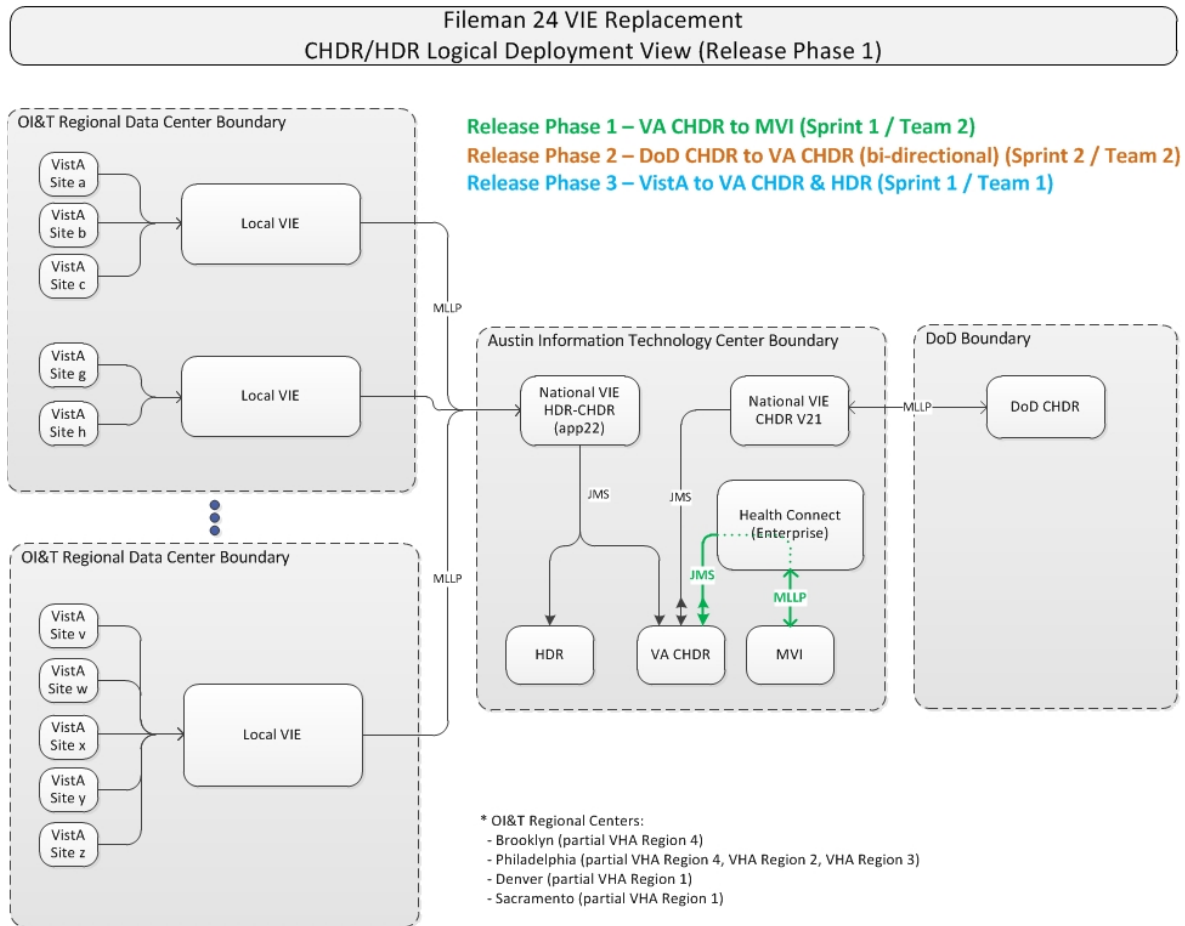 Fileman 24 VIE Replacement
CHDR/HDR Logical Deployment View (Release Phase 1)
OI&T Regional Data Center Boundary
VistA
Site a
VistA
Site b
VistA
Site c
Local VIE
VistA
Site g
VistA
Site h
Local VIE
Release Phase 1 – VA CHDR to MVI (Sprint 1 / Team 2)
Release Phase 2 – DoD CHDR to VA CHDR (bi-directional) (Sprint 2 / Team 2)
Release Phase 3 – VistA to VA CHDR & HDR (Sprint 1 / Team 1)
MLLP
Austin Information Technology Center Boundary
National VIE
HDR-CHDR
(app22)
National VIE
CHDR V21
MLLP
DoD Boundary
DoD CHDR
JMS
JMS
Health Connect
(Enterprise)
JMS
MLLP
HDR
VA CHDR
MVI
OI&T Regional Data Center Boundary
MLLP
VistA
Site v
VistA
Site w
VistA
Site x
VistA
Site y
VistA
Site z
Local VIE
* OI&T Regional Centers:
- Brooklyn (partial VHA Region 4)
- Philadelphia (partial VHA Region 4, VHA Region 2, VHA Region 3)
- Denver (partial VHA Region 1)
- Sacramento (partial VHA Region 1)